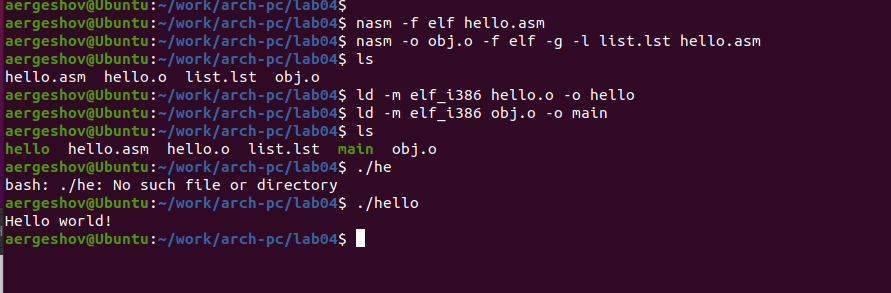 aergeshov@Ubuntu:~/work/arch-pc/lab04$
aergeshov@Ubuntu:~/work/arch-pc/lab04$ nasm -f elf hello.asm
aergeshov@Ubuntu:~/work/arch-pc/lab04$ nasm -o obj.o -f elf -g -l list.lst hello.asm
aergeshov@Ubuntu:~/work/arch-pc/lab04$ ls
hello.asm  hello.o  list.lst  obj.o
aergeshov@Ubuntu:~/work/arch-pc/lab04$ ld -m elf_i386 hello.o -o hello
aergeshov@Ubuntu:~/work/arch-pc/lab04$ ld -m elf_i386 obj.o -o main
aergeshov@Ubuntu:~/work/arch-pc/lab04$ ls
hello  hello.asm  hello.o  list.lst  main  obj.o
aergeshov@Ubuntu:~/work/arch-pc/lab04$ ./he
bash: ./he: No such file or directory
aergeshov@Ubuntu:~/work/arch-pc/lab04$ ./hello
Hello world!
aergeshov@Ubuntu:~/work/arch-pc/lab04$